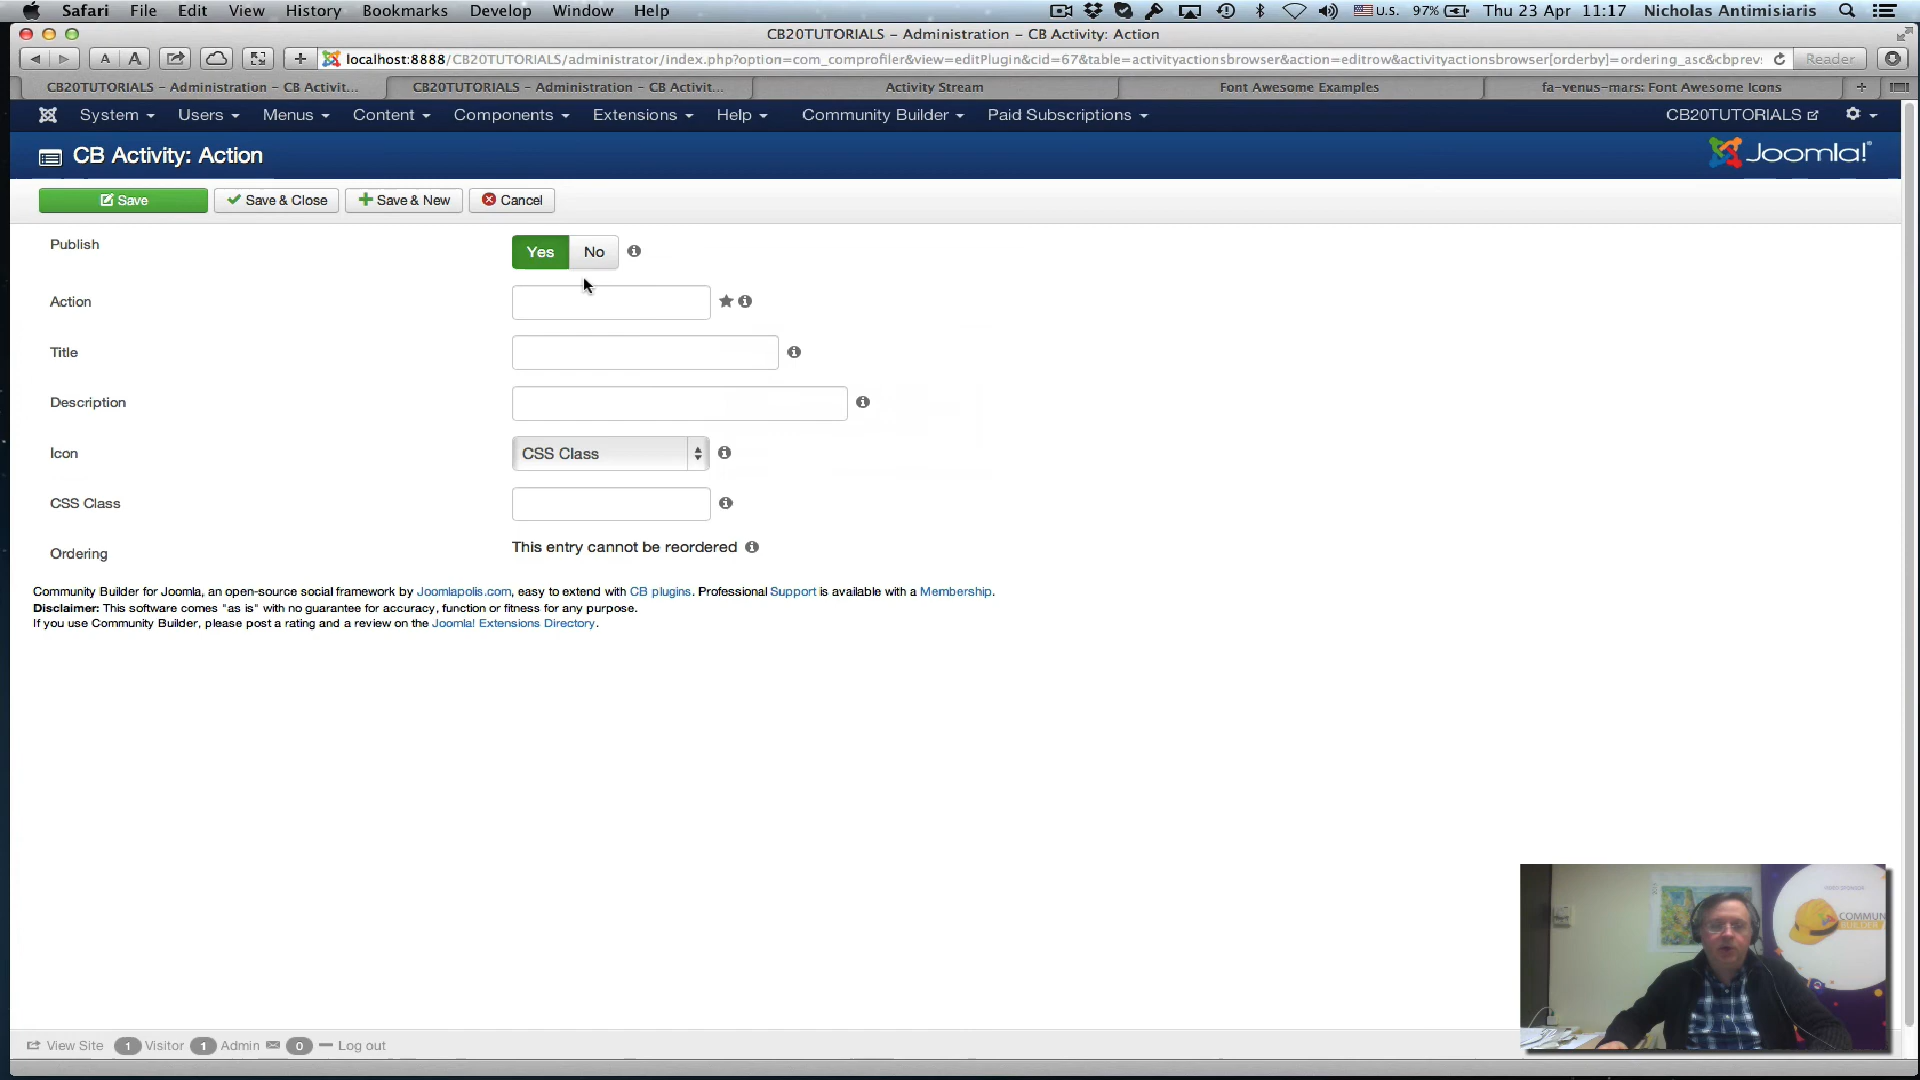 Safari File Edit View History Bookmarks Develop Window Help U.S. 97% Thu 23 Apr 11:17 Nicholas Antimisiaris
CB20TUTORIALS – Administration – CB Activity: Action
A A + localhost:8888/CB20TUTORIALS/administrator/index.php?option=com_comprofiler&view=editPlugin&cid=67&table=activityactionsbrowser&action=editrow&activityactionsbrowser[orderby]=ordering_asc&cbprevs Reader
CB20TUTORIALS – Administration – CB Activit... CB20TUTORIALS – Administration – CB Activit... Activity Stream Font Awesome Examples fa-venus-mars: Font Awesome Icons +
System Users Menus Content Components Extensions Help Community Builder Paid Subscriptions CB20TUTORIALS
CB Activity: Action Joomla!
Save Save & Close Save & New Cancel
Publish Yes No
Action
Title
Description
Icon CSS Class
CSS Class
Ordering This entry cannot be reordered
Community Builder for Joomla, an open-source social framework by Joomlapolis.com, easy to extend with CB plugins. Professional Support is available with a Membership.
Disclaimer: This software comes "as is" with no guarantee for accuracy, function or fitness for any purpose.
If you use Community Builder, please post a rating and a review on the Joomla! Extensions Directory.
COMMUN
BUILDER
View Site 1 Visitor 1 Admin 0 Log out